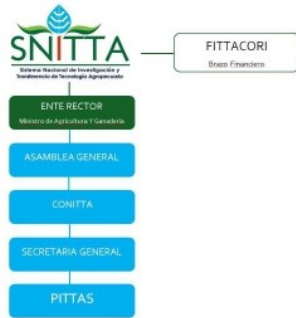 SNITTA
Sistema Nacional de Investigación y
Transferencia de Tecnología Agropecuaria
FITTACORI
Brazo Financiero
ENTE RECTOR
Ministro de Agricultura Y Ganadería
ASAMBLEA GENERAL
CONITTA
SECRETARIA GENERAL
PITTAS